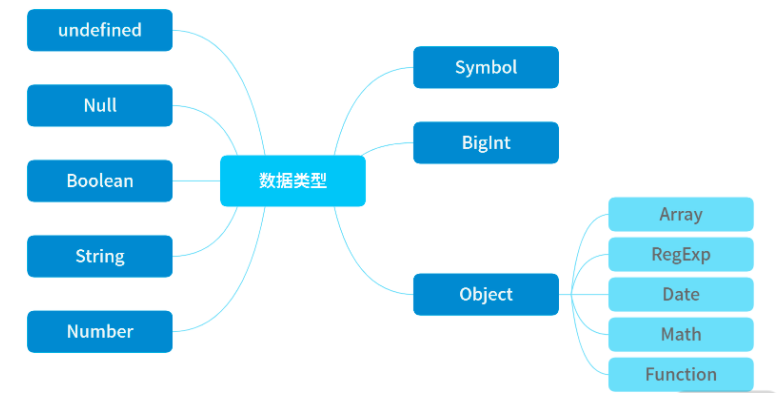 undefined
Null
Boolean
String
Number
数据类型
Symbol
BigInt
Object
Array
RegExp
Date
Math
Function